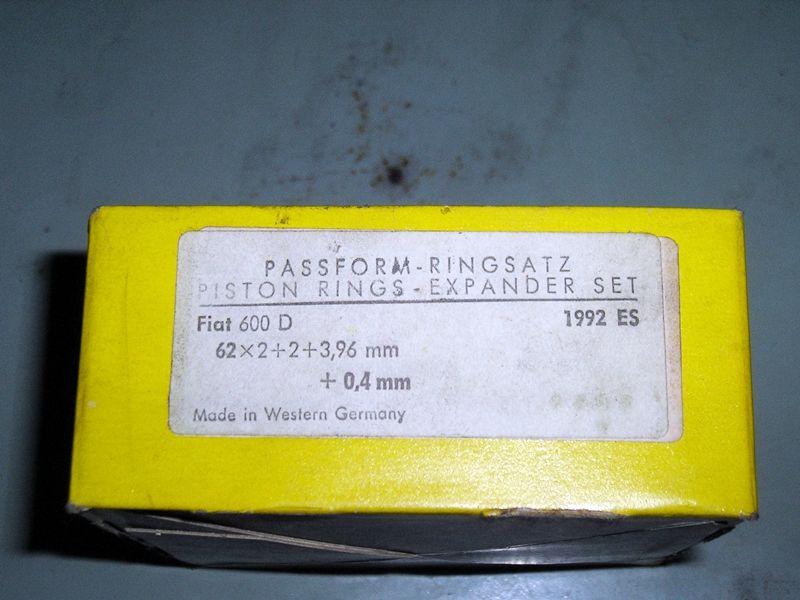 PASSFORM-RINGSATZ
PISTON RINGS-EXPANDER SET
Fiat 600 D 1992 ES
62×2+2+3,96 mm
+ 0,4 mm
Made in Western Germany